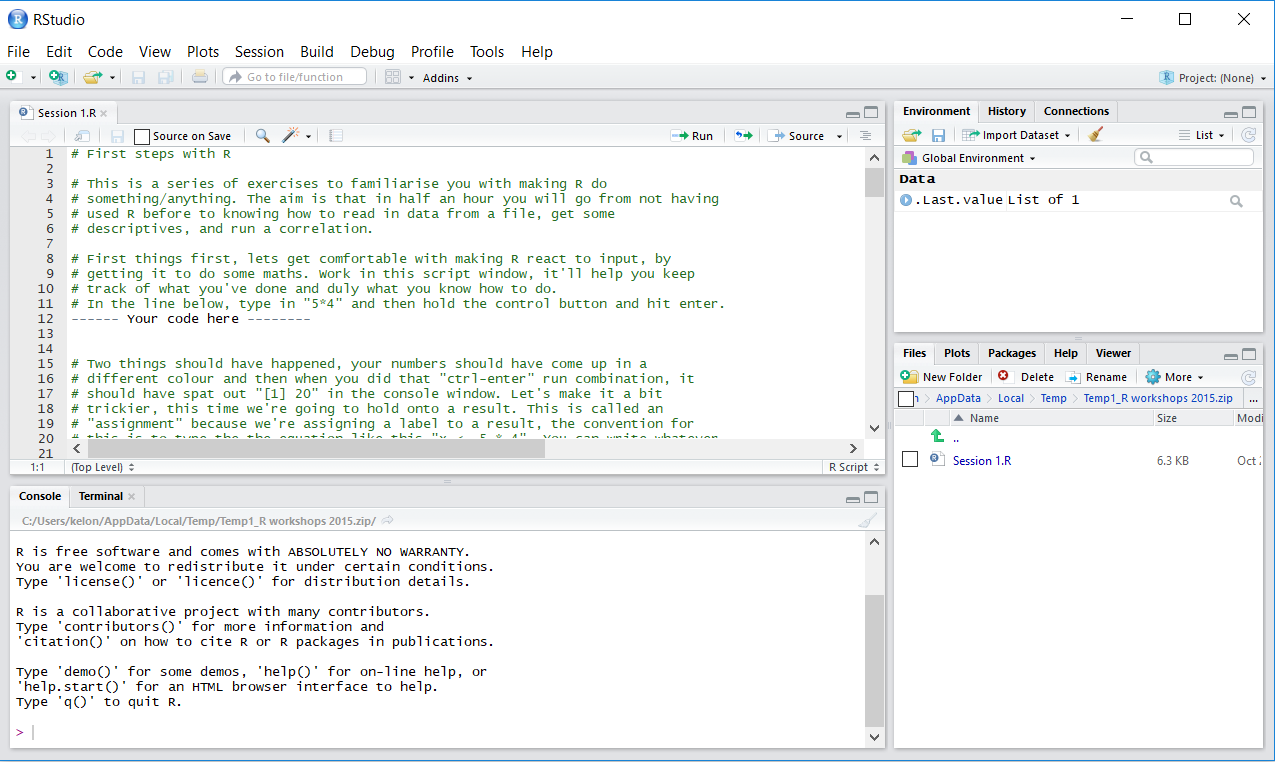 RStudio
File Edit Code View Plots Session Build Debug Profile Tools Help
Go to file/function Addins Project: (None)
Session 1.R
Source on Save Run Source
1 # First steps with R
2
3 # This is a series of exercises to familiarise you with making R do
4 # something/anything. The aim is that in half an hour you will go from not having
5 # used R before to knowing how to read in data from a file, get some
6 # descriptives, and run a correlation.
7
8 # First things first, lets get comfortable with making R react to input, by
9 # getting it to do some maths. Work in this script window, it'll help you keep
10 # track of what you've done and duly what you know how to do.
11 # In the line below, type in "5*4" and then hold the control button and hit enter.
12 ------ Your code here --------
13
14
15 # Two things should have happened, your numbers should have come up in a
16 # different colour and then when you did that "ctrl-enter" run combination, it
17 # should have spat out "[1] 20" in the console window. Let's make it a bit
18 # trickier, this time we're going to hold onto a result. This is called an
19 # "assignment" because we're assigning a label to a result, the convention for
20 # this is to type the the equation like this "x <- 5 * 4". You can write whatever
21
1:1 (Top Level) R Script
Console Terminal
C:/Users/kelon/AppData/Local/Temp/Temp1_R workshops 2015.zip/
R is free software and comes with ABSOLUTELY NO WARRANTY.
You are welcome to redistribute it under certain conditions.
Type 'license()' or 'licence()' for distribution details.

R is a collaborative project with many contributors.
Type 'contributors()' for more information and
'citation()' on how to cite R or R packages in publications.

Type 'demo()' for some demos, 'help()' for on-line help, or
'help.start()' for an HTML browser interface to help.
Type 'q()' to quit R.

>
Environment History Connections
Import Dataset List
Global Environment
Data
.Last.value List of 1
Files Plots Packages Help Viewer
New Folder Delete Rename More
AppData Local Temp Temp1_R workshops 2015.zip ...
Name Size Modi
..
Session 1.R 6.3 KB Oct